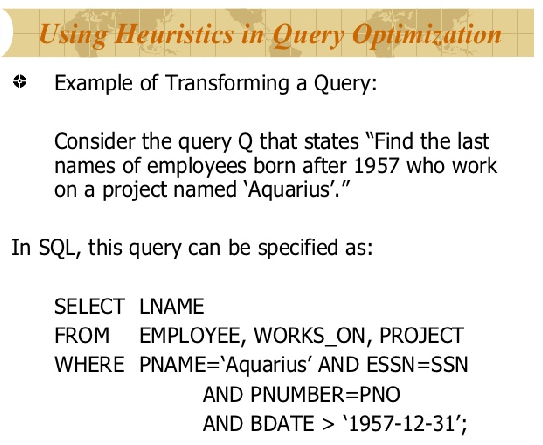 Using Heuristics in Query Optimization
Example of Transforming a Query:
Consider the query Q that states “Find the last
names of employees born after 1957 who work
on a project named ‘Aquarius’.”
In SQL, this query can be specified as:
SELECT LNAME
FROM EMPLOYEE, WORKS_ON, PROJECT
WHERE PNAME=‘Aquarius’ AND ESSN=SSN
AND PNUMBER=PNO
AND BDATE > ‘1957-12-31’;